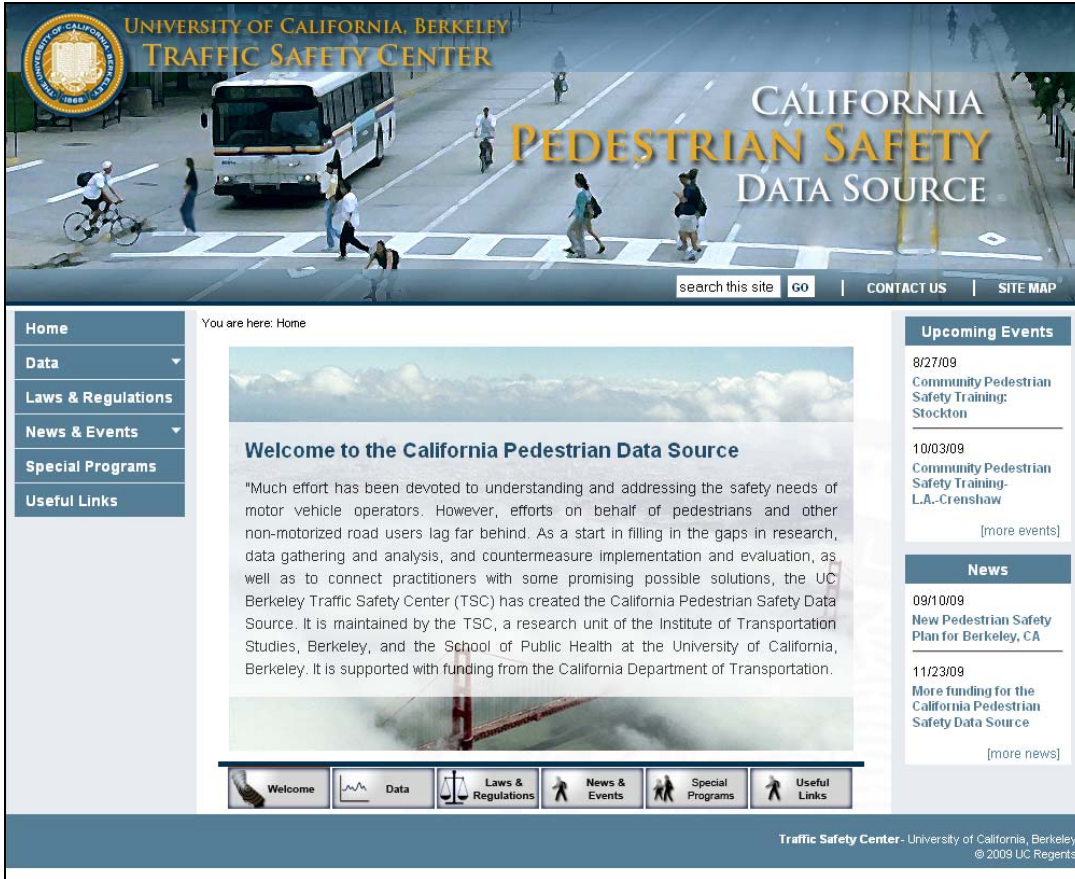 UNIVERSITY OF CALIFORNIA, BERKELEY
TRAFFIC SAFETY CENTER
THE UNIVERSITY OF CALIFORNIA BERKELEY
1868
CALIFORNIA
PEDESTRIAN SAFETY
DATA SOURCE
search this site GO | CONTACT US | SITE MAP
Home
Data
Laws & Regulations
News & Events
Special Programs
Useful Links
You are here: Home
Welcome to the California Pedestrian Data Source
"Much effort has been devoted to understanding and addressing the safety needs of
motor vehicle operators. However, efforts on behalf of pedestrians and other
non-motorized road users lag far behind. As a start in filling in the gaps in research,
data gathering and analysis, and countermeasure implementation and evaluation, as
well as to connect practitioners with some promising possible solutions, the UC
Berkeley Traffic Safety Center (TSC) has created the California Pedestrian Safety Data
Source. It is maintained by the TSC, a research unit of the Institute of Transportation
Studies, Berkeley, and the School of Public Health at the University of California,
Berkeley. It is supported with funding from the California Department of Transportation.
Upcoming Events
8/27/09
Community Pedestrian
Safety Training:
Stockton
10/03/09
Community Pedestrian
Safety Training-
L.A.-Crenshaw
[more events]
News
09/10/09
New Pedestrian Safety
Plan for Berkeley, CA
11/23/09
More funding for the
California Pedestrian
Safety Data Source
[more news]
Welcome
Data
Laws &
Regulations
News &
Events
Special
Programs
Useful
Links
Traffic Safety Center- University of California, Berkeley
© 2009 UC Regents